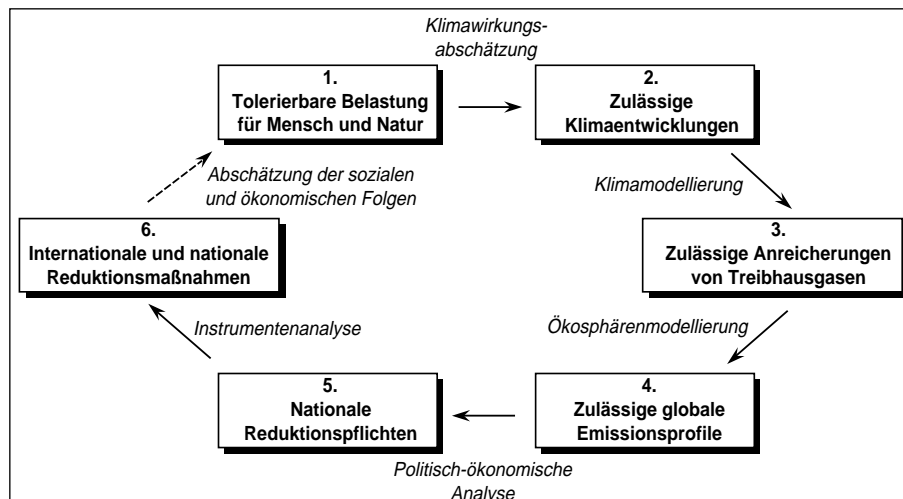 Klimawirkungs-
abschätzung
1.
Tolerierbare Belastung
für Mensch und Natur
2.
Zulässige
Klimaentwicklungen
Klimamodellierung
3.
Zulässige Anreicherungen
von Treibhausgasen
Ökosphärenmodellierung
4.
Zulässige globale
Emissionsprofile
Politisch-ökonomische
Analyse
5.
Nationale
Reduktionspflichten
Instrumentenanalyse
6.
Internationale und nationale
Reduktionsmaßnahmen
Abschätzung der sozialen
und ökonomischen Folgen